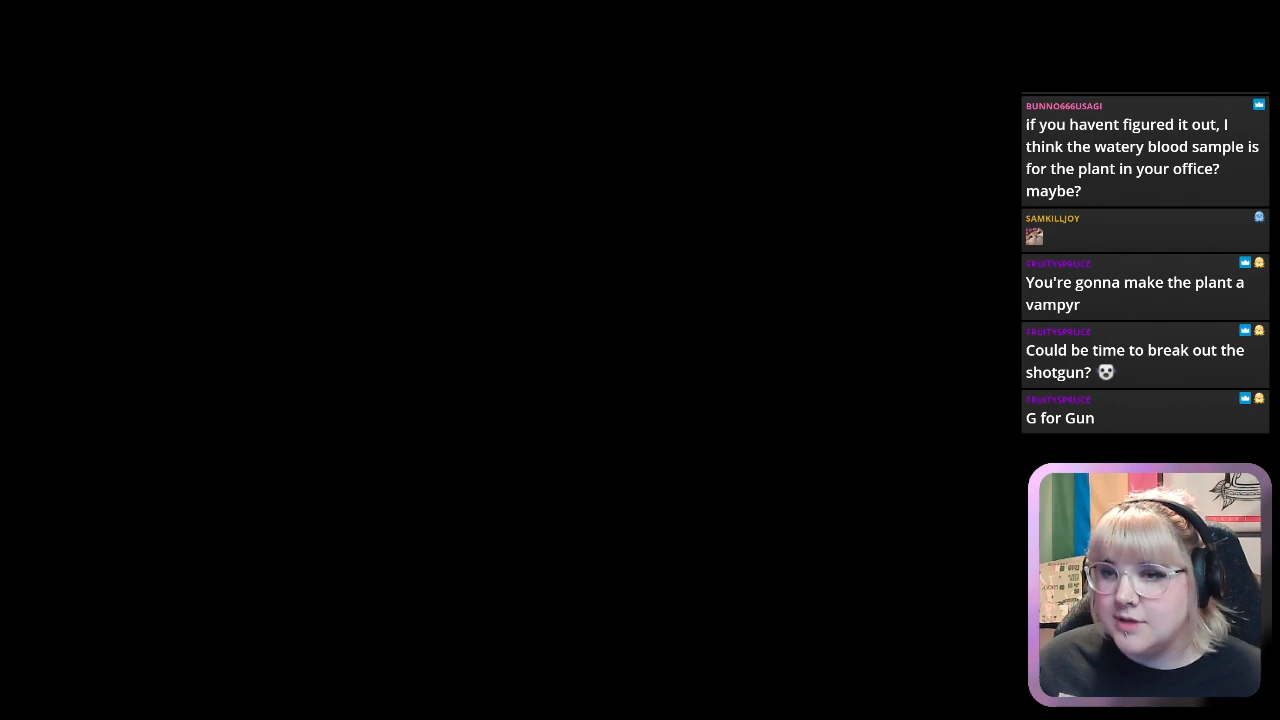 BUNNO666USAGI
if you havent figured it out, I
think the watery blood sample is
for the plant in your office?
maybe?
SAMKILLJOY
FRUITYSPRUCE
You're gonna make the plant a
vampyr
FRUITYSPRUCE
Could be time to break out the
shotgun?
FRUITYSPRUCE
G for Gun